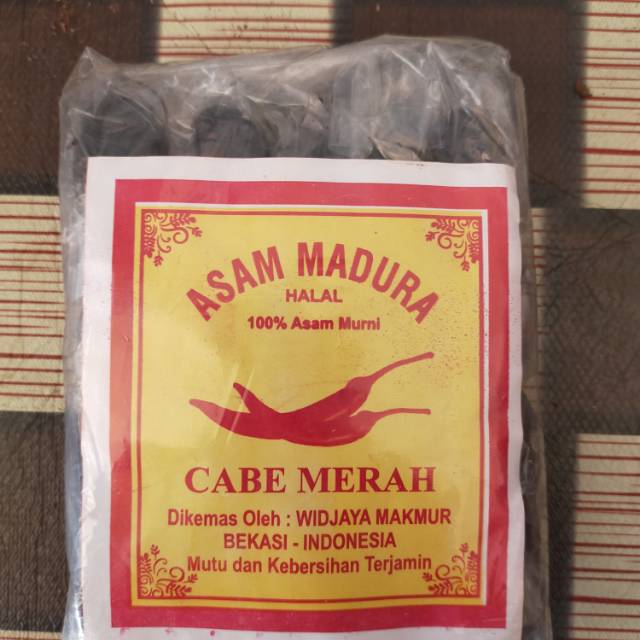 ASAM MADURA
HALAL
100% Asam Murni
CABE MERAH
Dikemas Oleh : WIDJAYA MAKMUR
BEKASI - INDONESIA
Mutu dan Kebersihan Terjamin